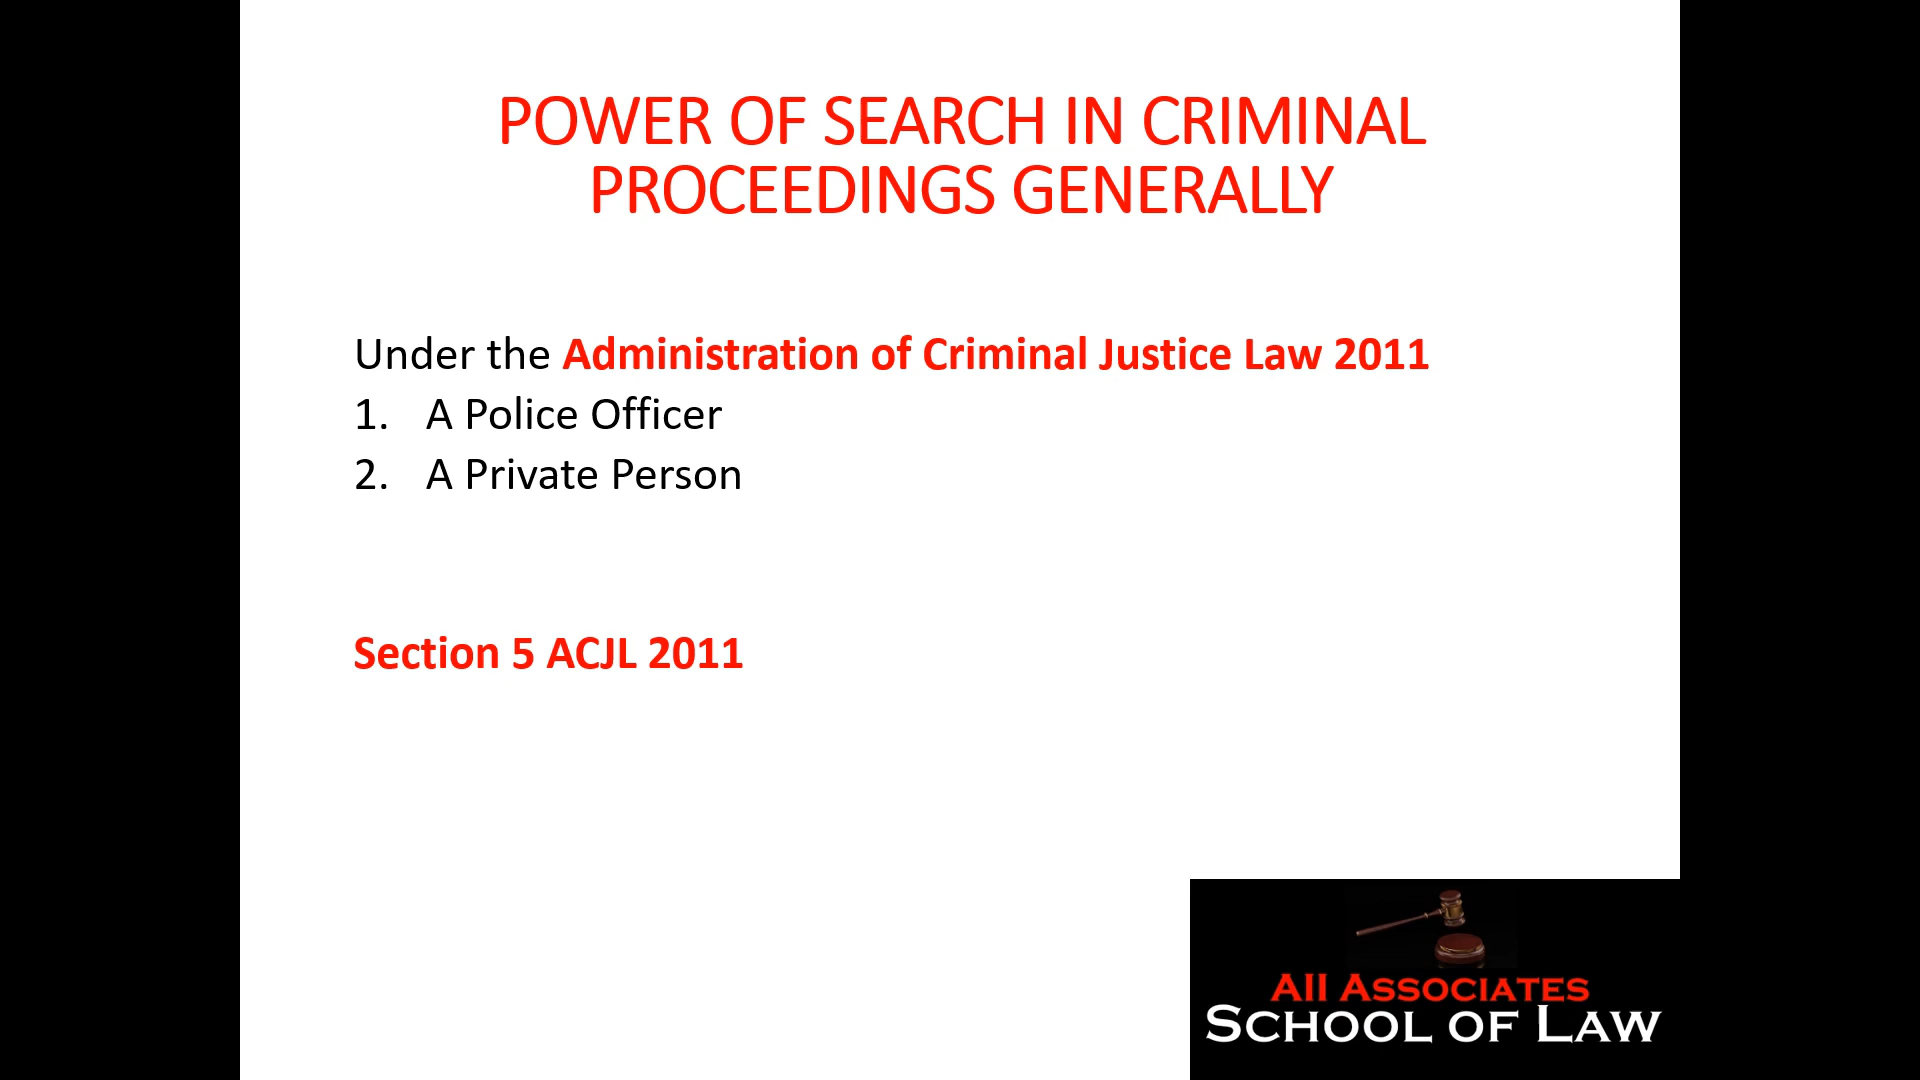 POWER OF SEARCH IN CRIMINAL
PROCEEDINGS GENERALLY
Under the Administration of Criminal Justice Law 2011
1. A Police Officer
2. A Private Person
Section 5 ACJL 2011
All Associates
School of Law